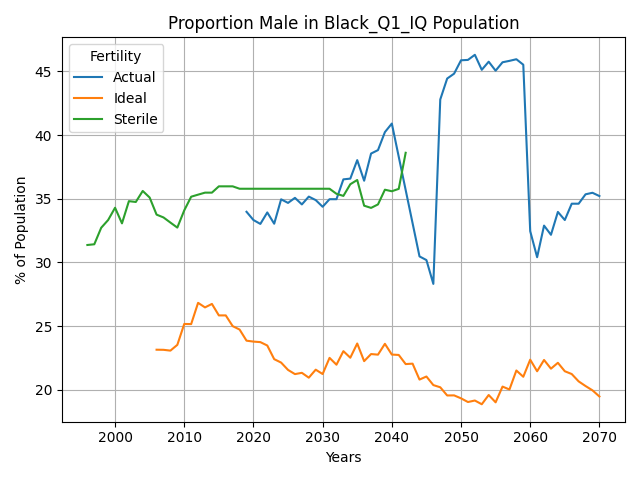 Proportion Male in Black_Q1_IQ Population
Fertility
Actual
Ideal
Sterile
% of Population
45
40
35
30
25
20
2000 2010 2020 2030 2040 2050 2060 2070
Years